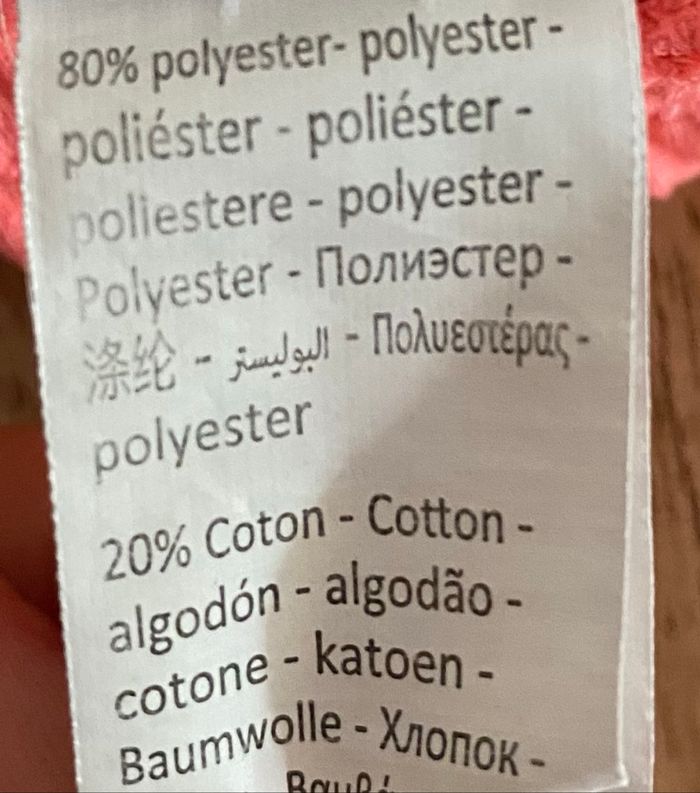 80% polyester- polyester -
poliéster - poliéster -
poliestere - polyester -
Polyester - Полиэстер -
涤纶 - البوليستر - Πολυεστέρας -
polyester
20% Coton - Cotton -
algodón - algodão -
cotone - katoen -
Baumwolle - Хлопок -